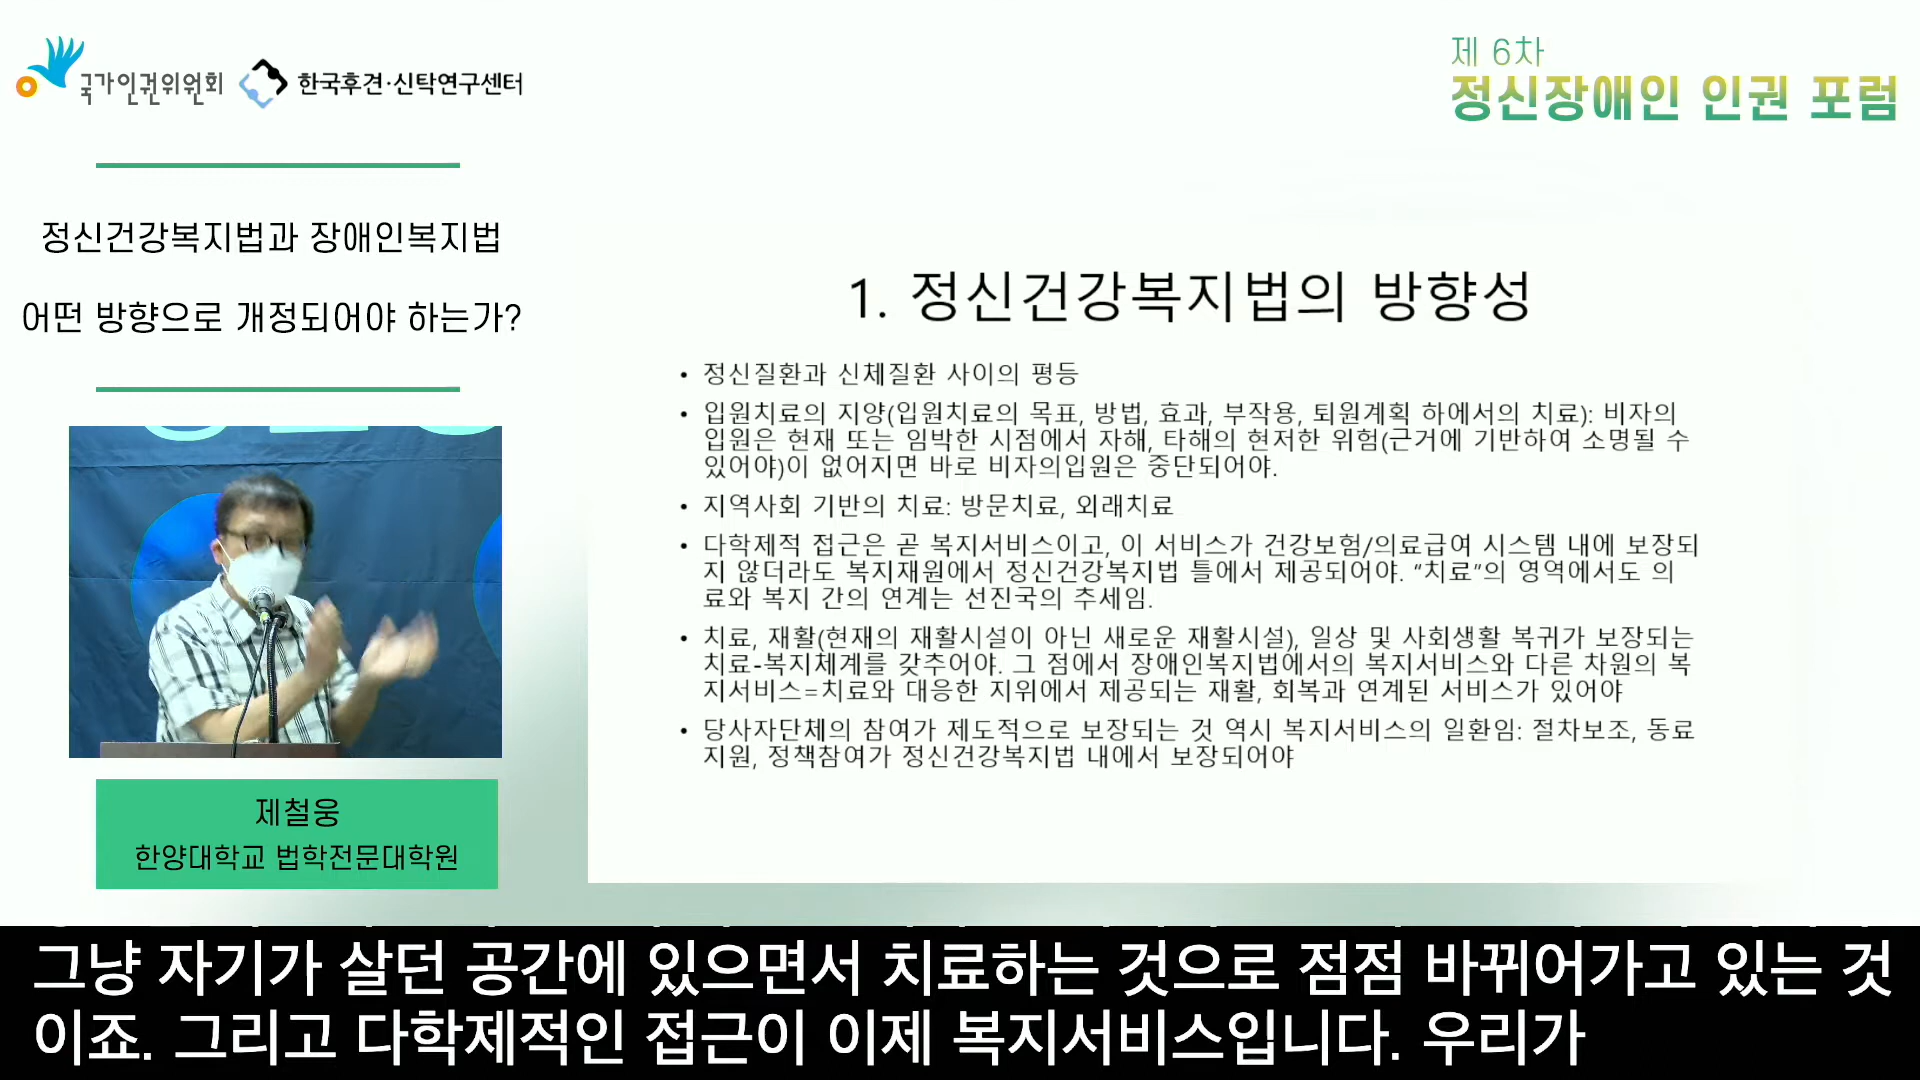 국가인권위원회
한국후견·신탁연구센터
제 6차
정신장애인 인권 포럼
정신건강복지법과 장애인복지법
어떤 방향으로 개정되어야 하는가?
1. 정신건강복지법의 방향성
• 정신질환과 신체질환 사이의 평등
• 입원치료의 지양(입원치료의 목표, 방법, 효과, 부작용, 퇴원계획 하에서의 치료): 비자의
입원은 현재 또는 임박한 시점에서 자해, 타해의 현저한 위험(근거에 기반하여 소명될 수
있어야)이 없어지면 바로 비자의입원은 중단되어야.
• 지역사회 기반의 치료: 방문치료, 외래치료
• 다학제적 접근은 곧 복지서비스이고, 이 서비스가 건강보험/의료급여 시스템 내에 보장되
지 않더라도 복지재원에서 정신건강복지법 틀에서 제공되어야. “치료”의 영역에서도 의
료와 복지 간의 연계는 선진국의 추세임.
• 치료, 재활(현재의 재활시설이 아닌 새로운 재활시설), 일상 및 사회생활 복귀가 보장되는
치료-복지체계를 갖추어야. 그 점에서 장애인복지법에서의 복지서비스와 다른 차원의 복
지서비스=치료와 대응한 지위에서 제공되는 재활, 회복과 연계된 서비스가 있어야
• 당사자단체의 참여가 제도적으로 보장되는 것 역시 복지서비스의 일환임: 절차보조, 동료
지원, 정책참여가 정신건강복지법 내에서 보장되어야
제철웅
한양대학교 법학전문대학원
그냥 자기가 살던 공간에 있으면서 치료하는 것으로 점점 바뀌어가고 있는 것
이죠. 그리고 다학제적인 접근이 이제 복지서비스입니다. 우리가